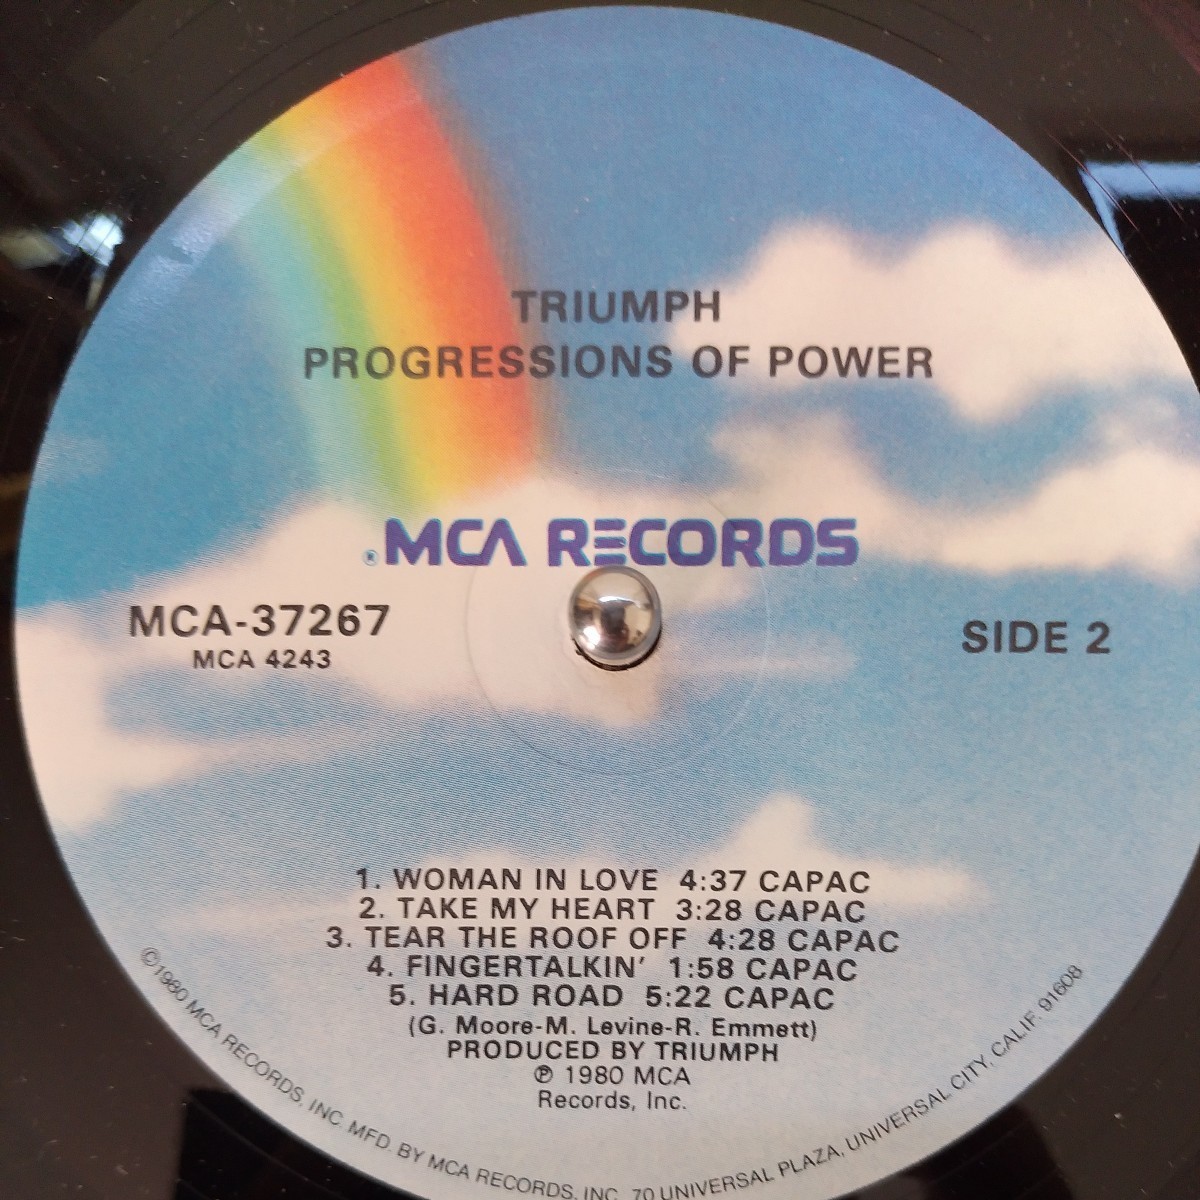 TRIUMPH
PROGRESSIONS OF POWER
® MCA RECORDS
MCA-37267
MCA 4243
SIDE 2
1. WOMAN IN LOVE 4:37 CAPAC
2. TAKE MY HEART 3:28 CAPAC
3. TEAR THE ROOF OFF 4:28 CAPAC
4. FINGERTALKIN' 1:58 CAPAC
5. HARD ROAD 5:22 CAPAC
(G. Moore-M. Levine-R. Emmett)
PRODUCED BY TRIUMPH
℗ 1980 MCA
Records, Inc.
©1980 MCA RECORDS, INC. MFD. BY MCA RECORDS, INC. 70 UNIVERSAL PLAZA, UNIVERSAL CITY, CALIF. 91608